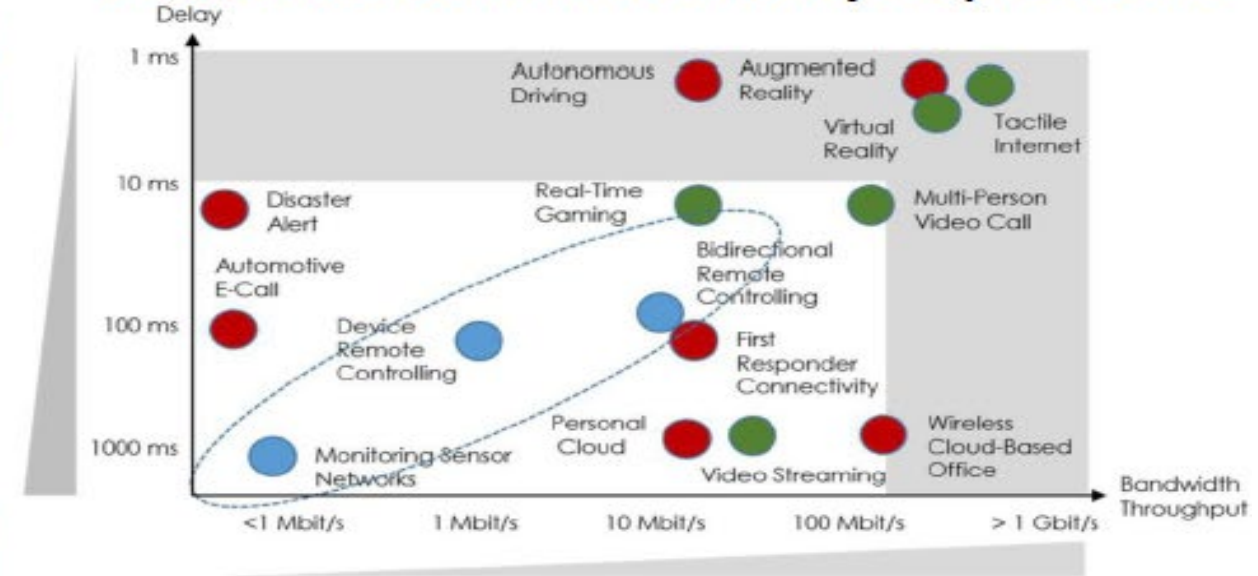 Delay
1 ms
Autonomous
Driving
Augmented
Reality
Virtual
Reality
Tactile
Internet
10 ms
Disaster
Alert
Real-Time
Gaming
Multi-Person
Video Call
Automotive
E-Call
Bidirectional
Remote
Controlling
100 ms
Device
Remote
Controlling
First
Responder
Connectivity
1000 ms
Monitoring Sensor
Networks
Personal
Cloud
Video Streaming
Wireless
Cloud-Based
Office
Bandwidth
Throughput
<1 Mbit/s
1 Mbit/s
10 Mbit/s
100 Mbit/s
> 1 Gbit/s